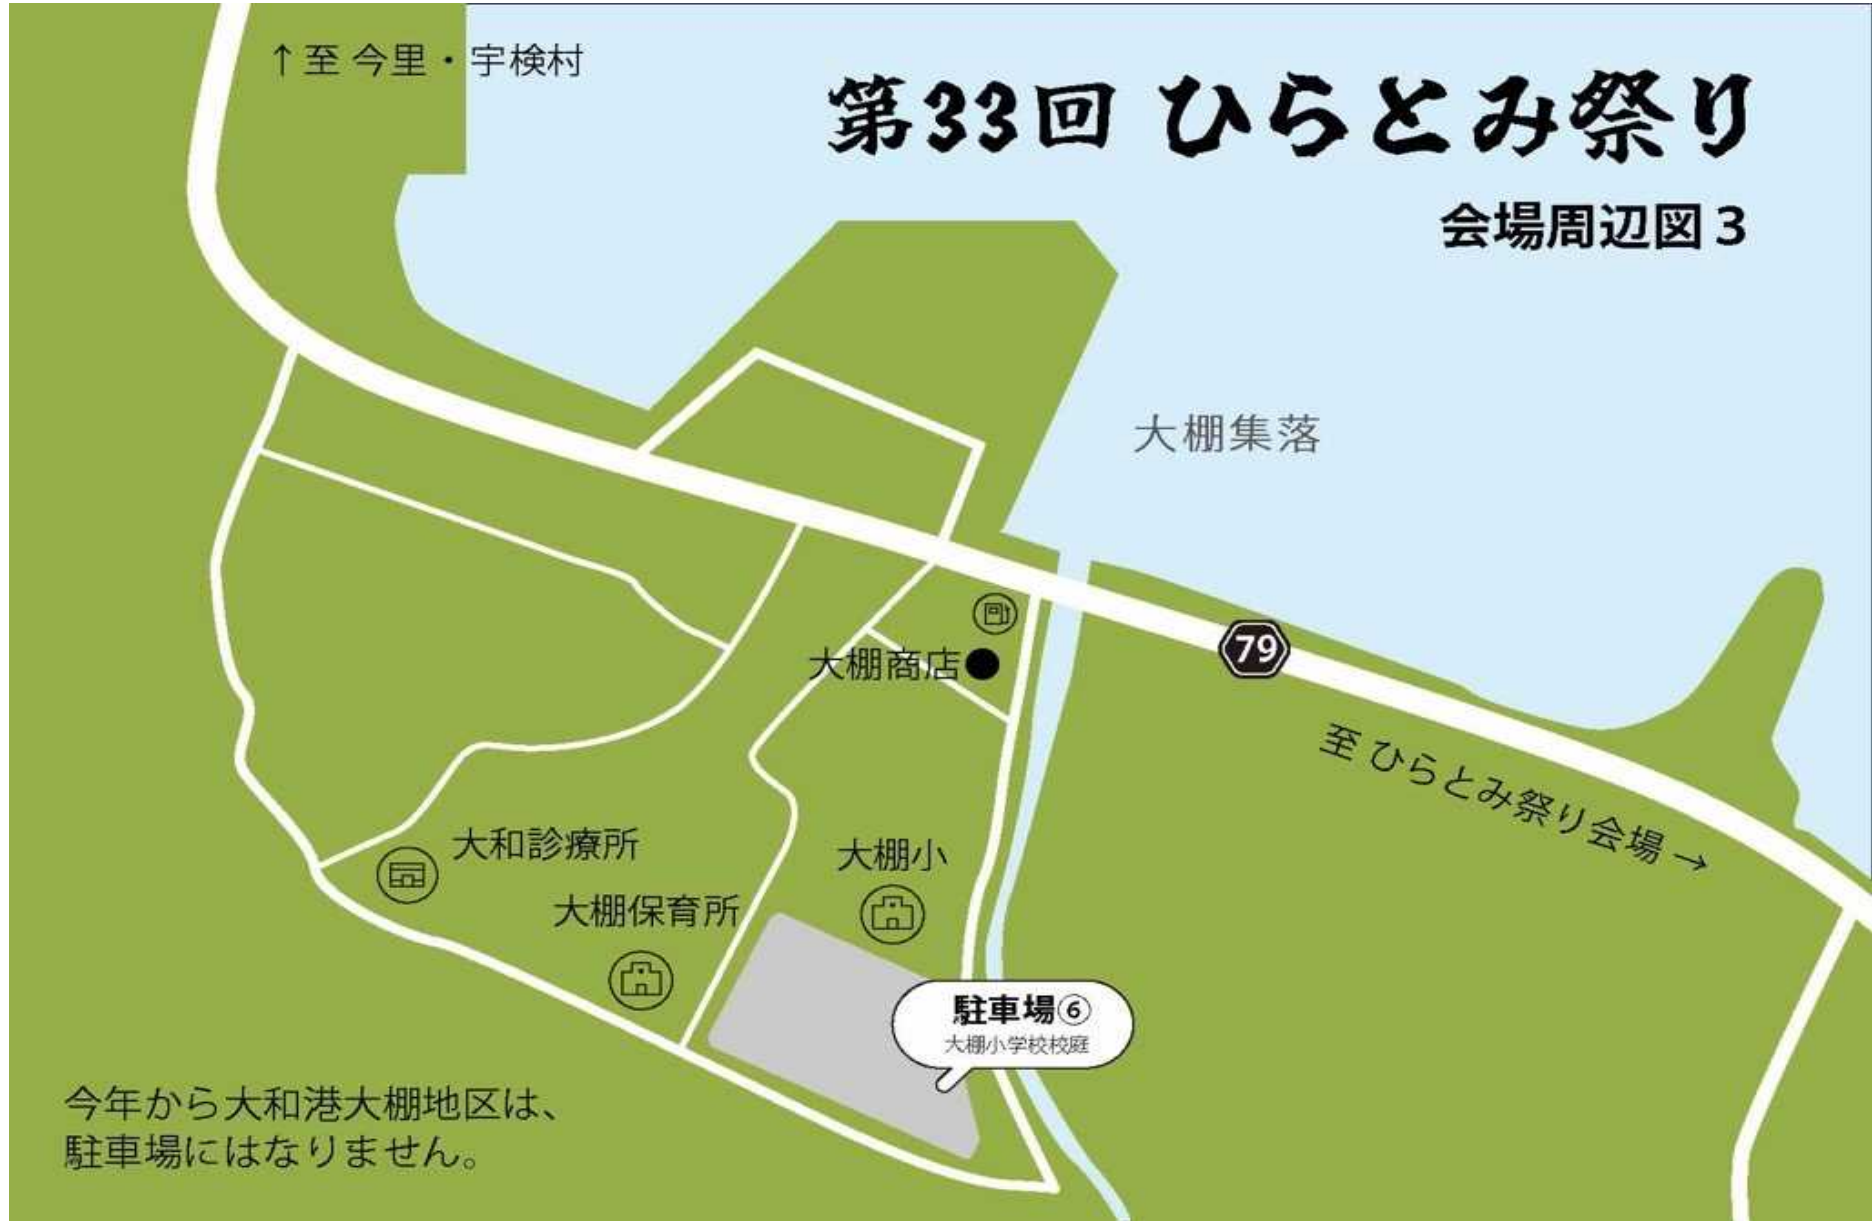 ↑至 今里・宇検村
第33回 ひらとみ祭り
会場周辺図3
大棚集落
79
大棚商店
至 ひらとみ祭り会場→
大和診療所
大棚小
大棚保育所
駐車場⑥
大棚小学校校庭
今年から大和港大棚地区は、
駐車場にはなりません。